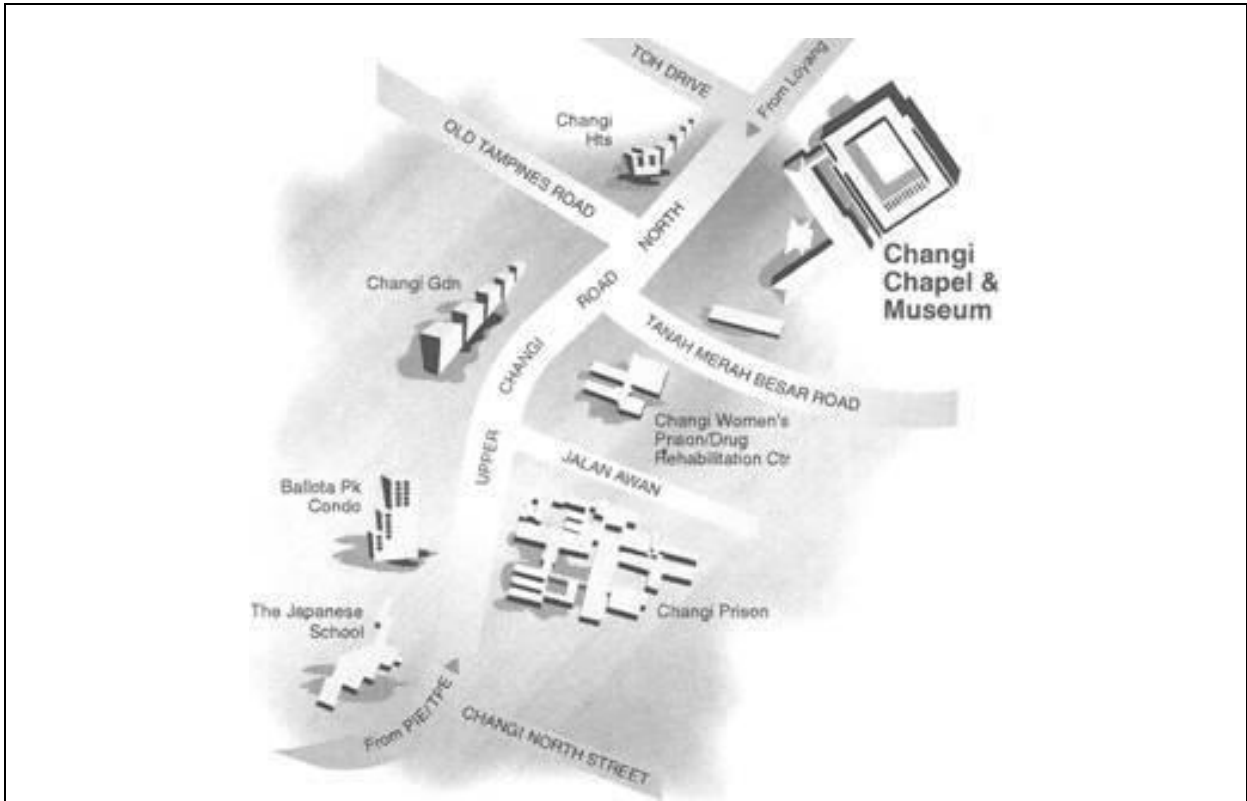 TOH DRIVE
From Loyang
Changi
Hts
OLD TAMPINES ROAD
UPPER CHANGI ROAD NORTH
Changi
Chapel &
Museum
Changi Gdn
TANAH MERAH BESAR ROAD
Changi Women's
Prison/Drug
Rehabilitation Ctr
JALAN AWAN
Ballota Pk
Condo
The Japanese
School
Changi Prison
From PIE/TPE
CHANGI NORTH STREET